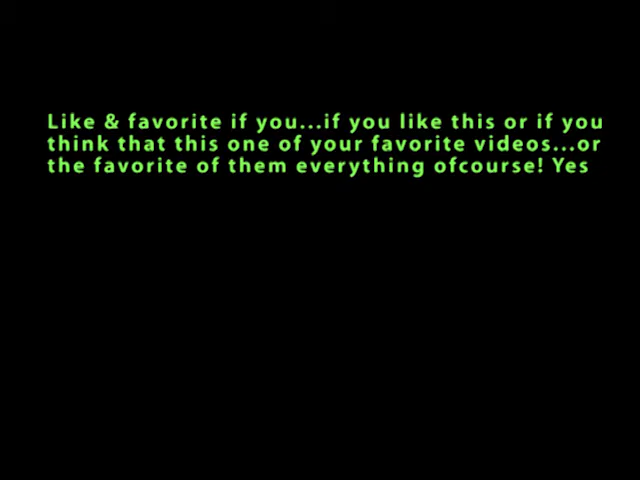 Like & favorite if you...if you like this or if you
think that this one of your favorite videos...or
the favorite of them everything ofcourse! Yes